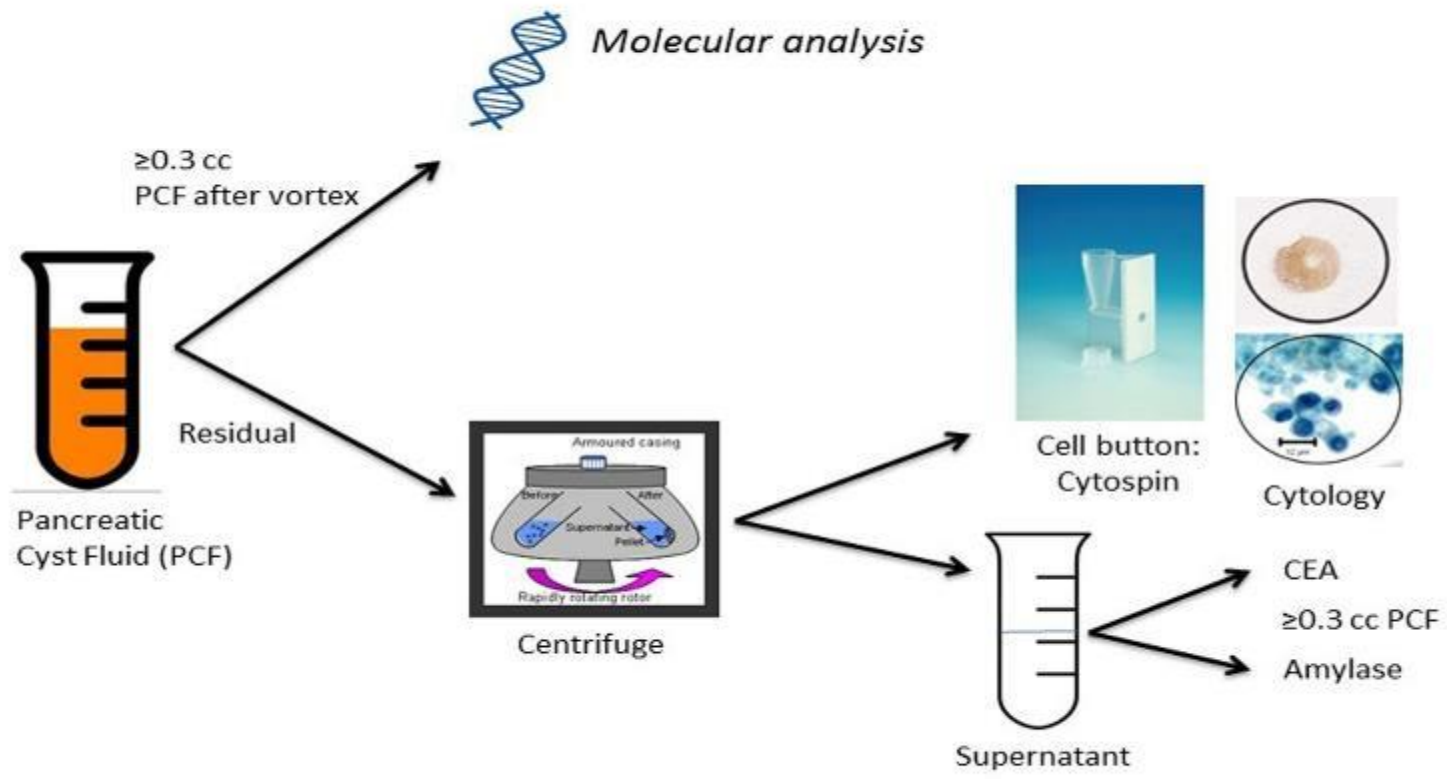 Molecular analysis
≥0.3 cc
PCF after vortex
Residual
Pancreatic
Cyst Fluid (PCF)
Armoured casing
Before
After
Supernatant
Pellet
Rapidly rotating rotor
Centrifuge
Cell button:
Cytospin
Cytology
CEA
≥0.3 cc PCF
Amylase
Supernatant